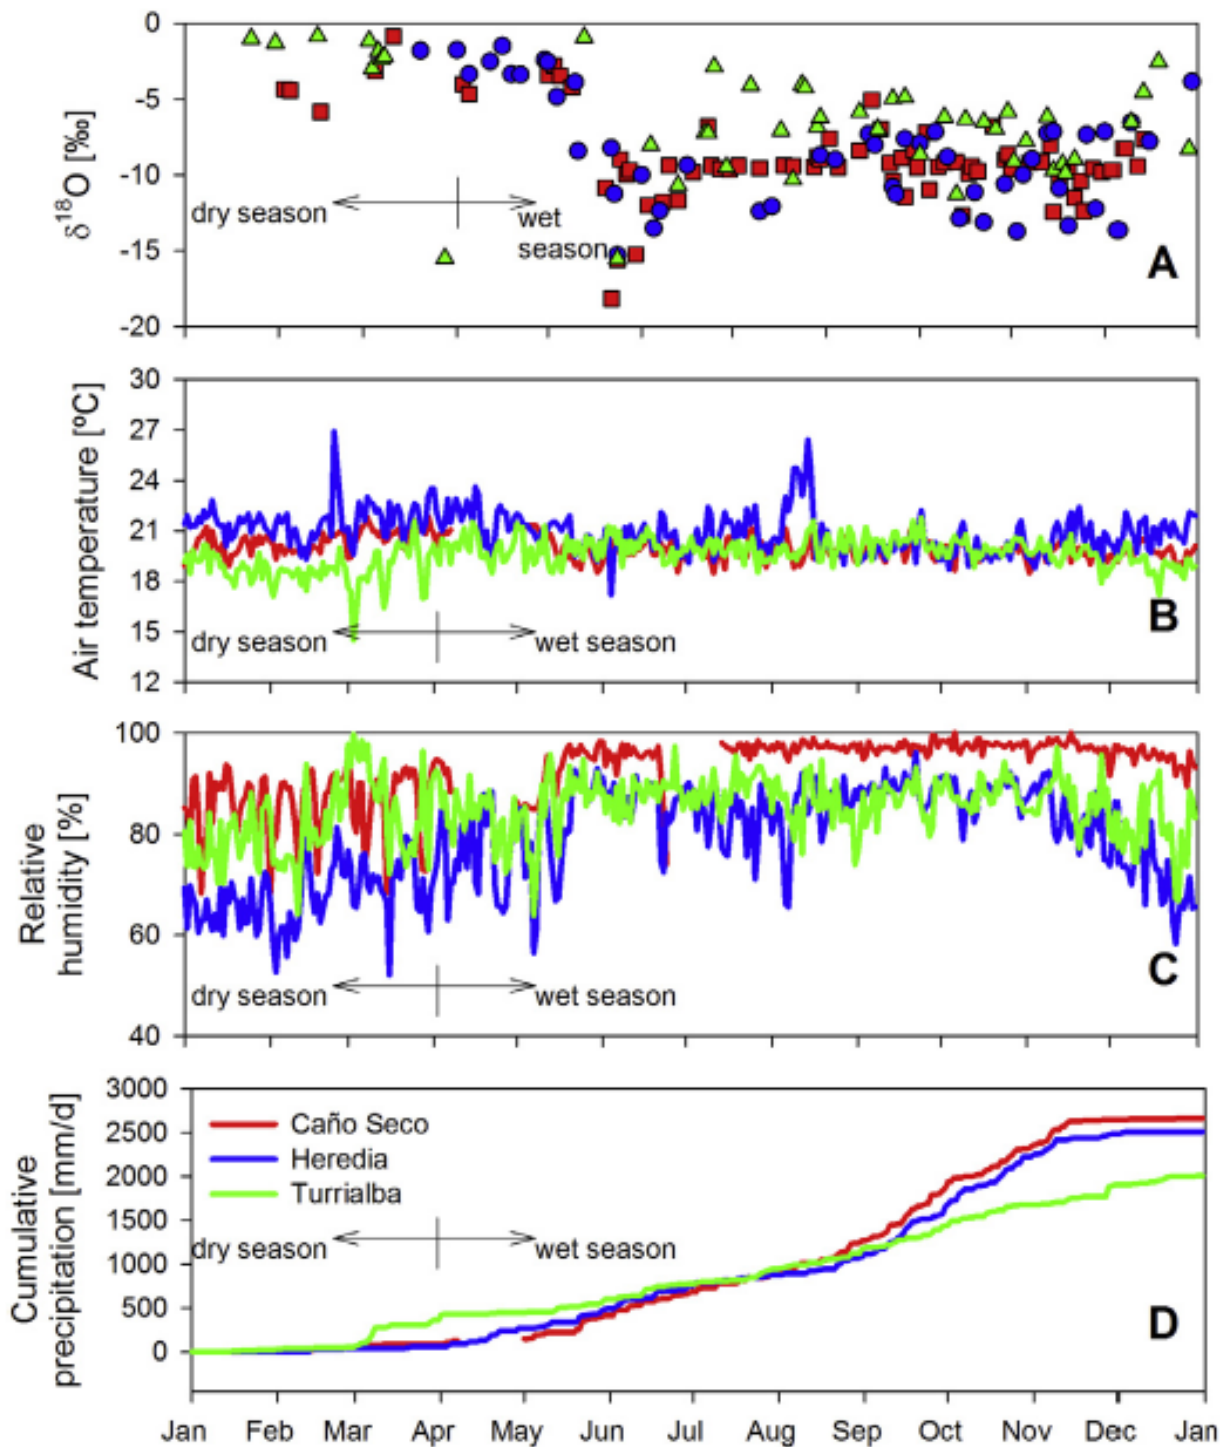 0
-5
-10
-15
-20
δ¹⁸O [‰]
dry season
wet
season
A
30
27
24
21
18
15
12
Air temperature [ºC]
dry season
wet season
B
100
80
60
40
Relative
humidity [%]
dry season
wet season
C
3000
2500
2000
1500
1000
500
0
Cumulative
precipitation [mm/d]
Caño Seco
Heredia
Turrialba
dry season
wet season
D
Jan Feb Mar Apr May Jun Jul Aug Sep Oct Nov Dec Jan